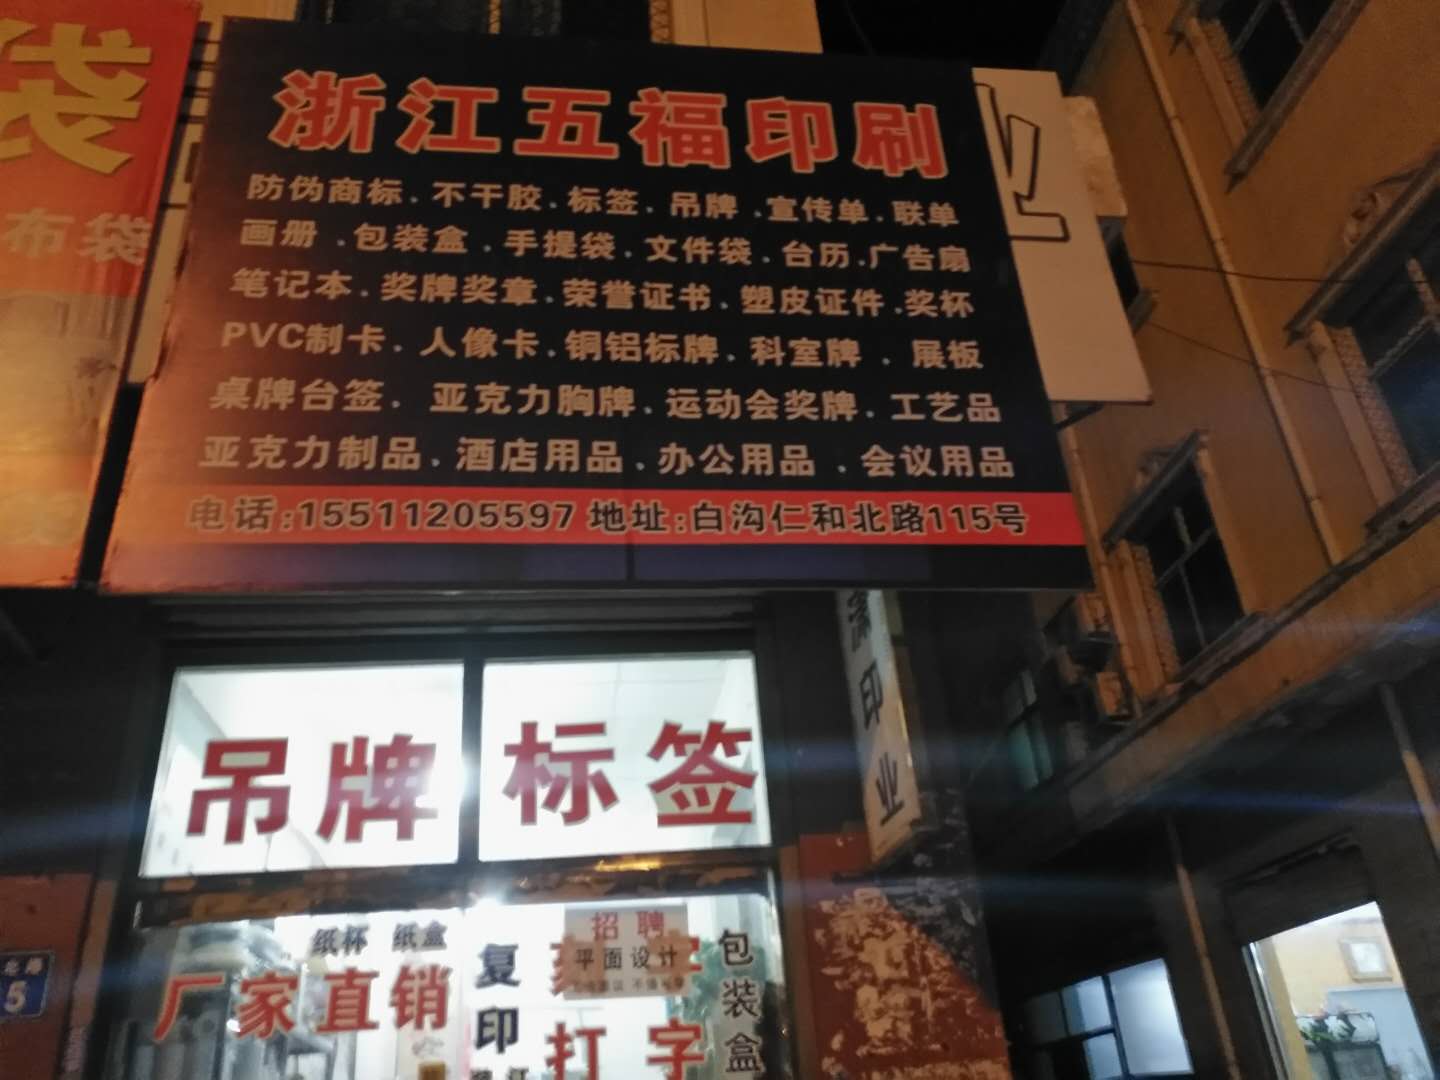 浙江五福印刷
防伪商标.不干胶.标签.吊牌.宣传单.联单
画册.包装盒.手提袋.文件袋.台历.广告扇
笔记本.奖牌奖章.荣誉证书.塑皮证件.奖杯
PVC制卡.人像卡.铜铝标牌.科室牌.展板
桌牌台签.亚克力胸牌.运动会奖牌.工艺品
亚克力制品.酒店用品.办公用品.会议用品
电话:15511205597 地址:白沟仁和北路115号
袋
布袋
业
印业
吊牌 标签
纸杯 纸盒
厂家直销
复印
招聘
平面设计
打字
包装盒
北路
5